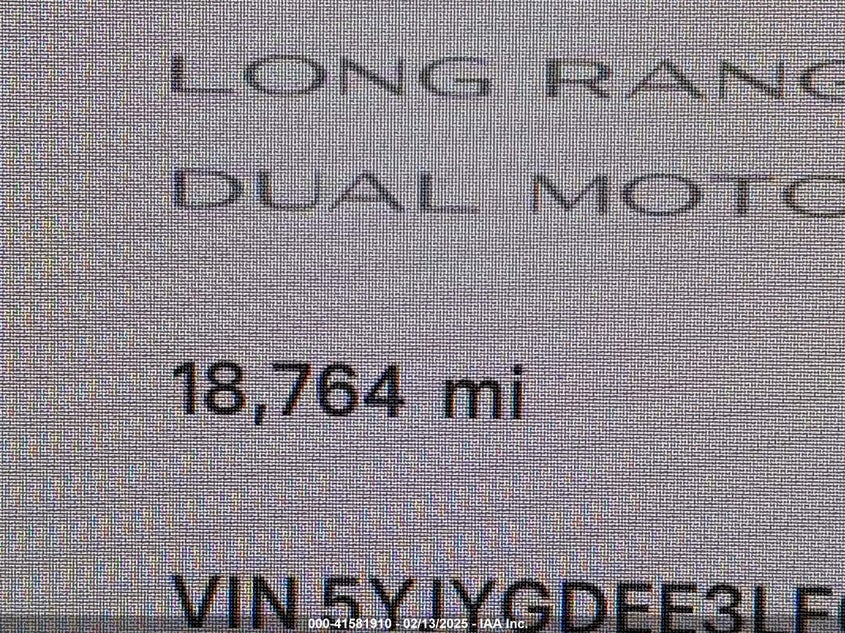 LONG RANG
DUAL MOTO
18,764 mi
VIN 5YJYGDEE3LF
000-41581910 - 02/13/2025 - IAA Inc.